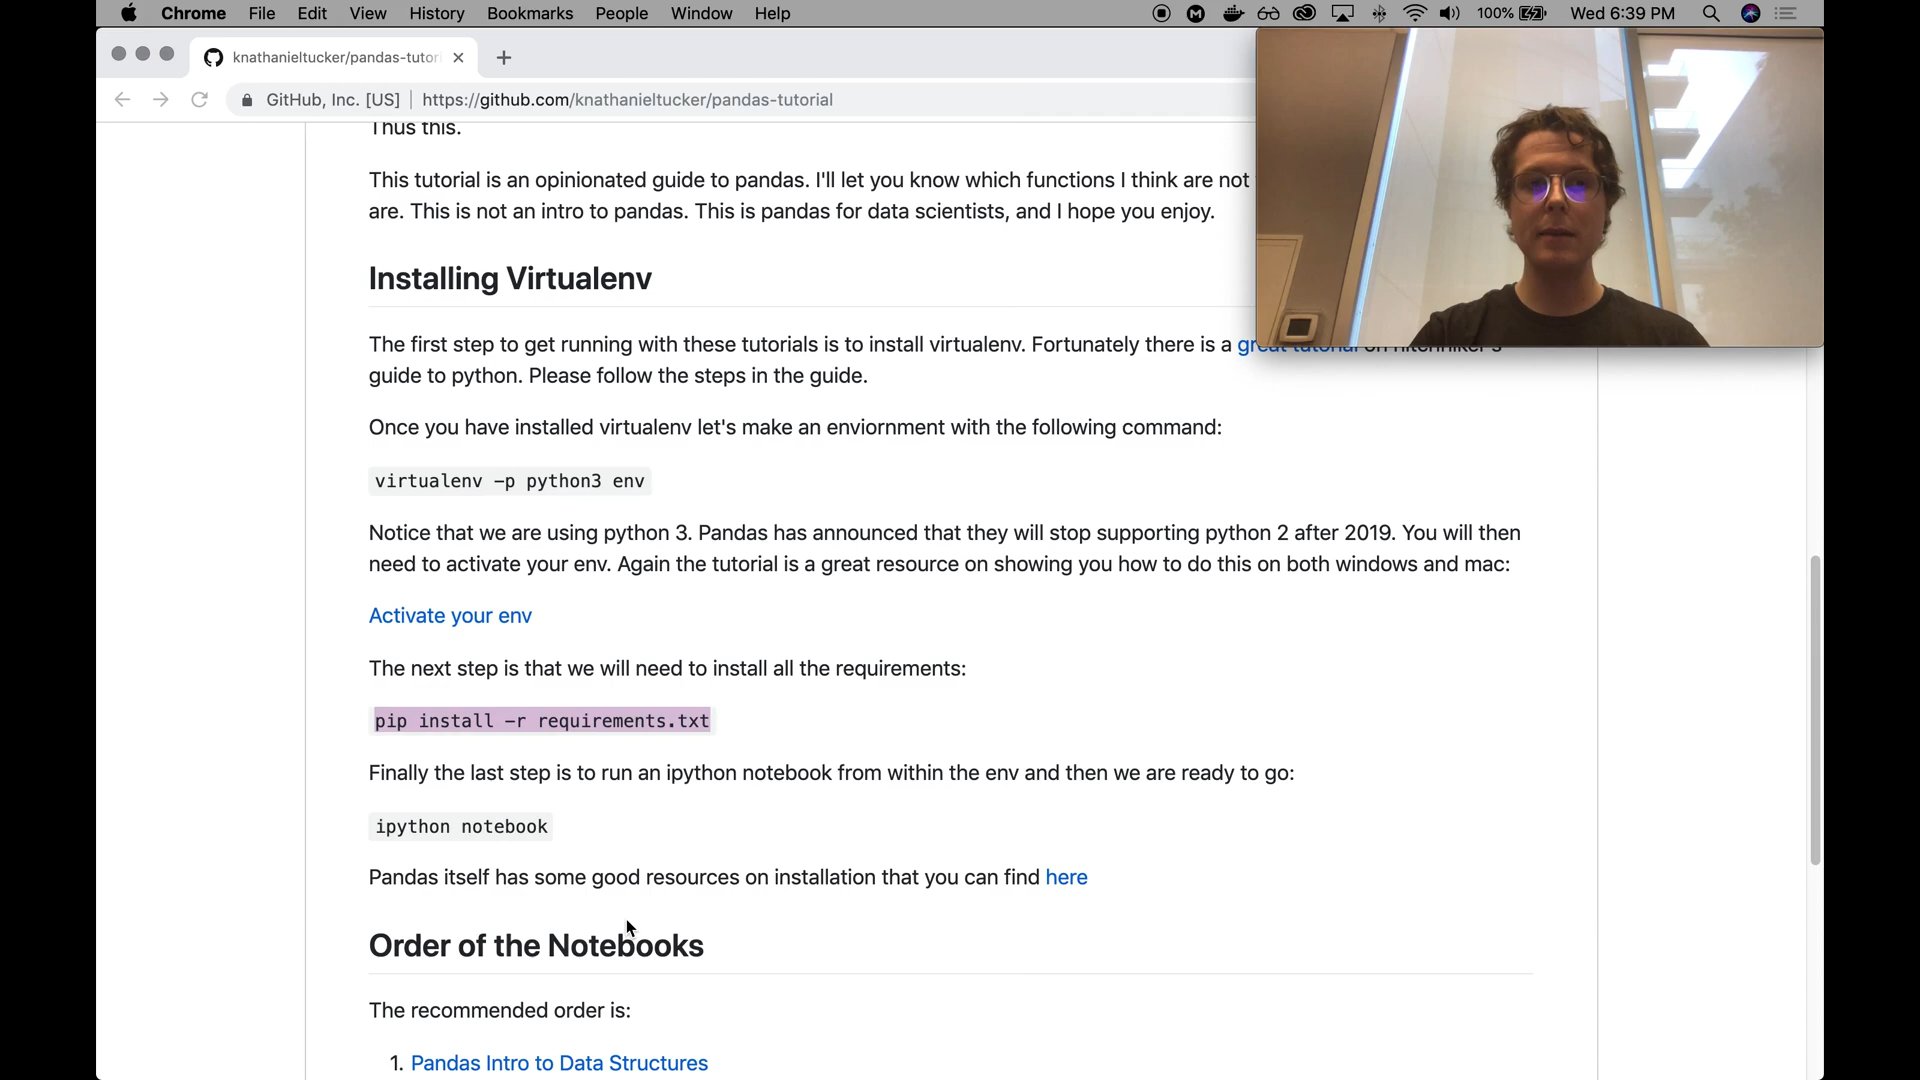 Chrome File Edit View History Bookmarks People Window Help 100% Wed 6:39 PM
knathanieltucker/pandas-tutor
GitHub, Inc. [US] https://github.com/knathanieltucker/pandas-tutorial
Thus this.
This tutorial is an opinionated guide to pandas. I'll let you know which functions I think are not
are. This is not an intro to pandas. This is pandas for data scientists, and I hope you enjoy.
Installing Virtualenv
The first step to get running with these tutorials is to install virtualenv. Fortunately there is a great tutorial on hitchhiker's
guide to python. Please follow the steps in the guide.
Once you have installed virtualenv let's make an enviornment with the following command:
virtualenv -p python3 env
Notice that we are using python 3. Pandas has announced that they will stop supporting python 2 after 2019. You will then
need to activate your env. Again the tutorial is a great resource on showing you how to do this on both windows and mac:
Activate your env
The next step is that we will need to install all the requirements:
pip install -r requirements.txt
Finally the last step is to run an ipython notebook from within the env and then we are ready to go:
ipython notebook
Pandas itself has some good resources on installation that you can find here
Order of the Notebooks
The recommended order is:
1. Pandas Intro to Data Structures